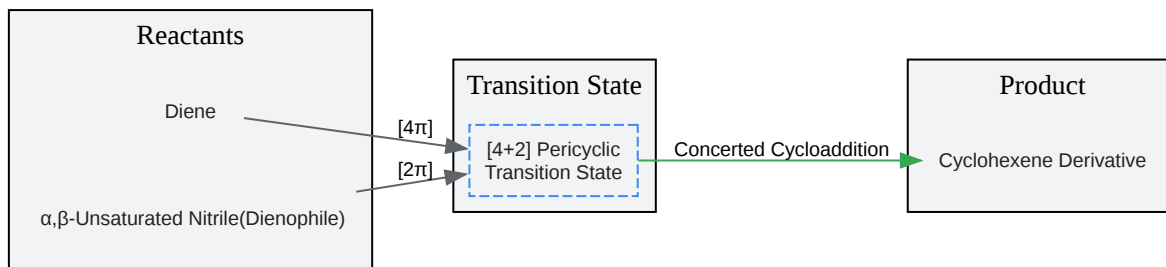 Reactants
Diene
α,β-Unsaturated Nitrile(Dienophile)
[4π]
[2π]
Transition State
[4+2] Pericyclic
Transition State
Concerted Cycloaddition
Product
Cyclohexene Derivative